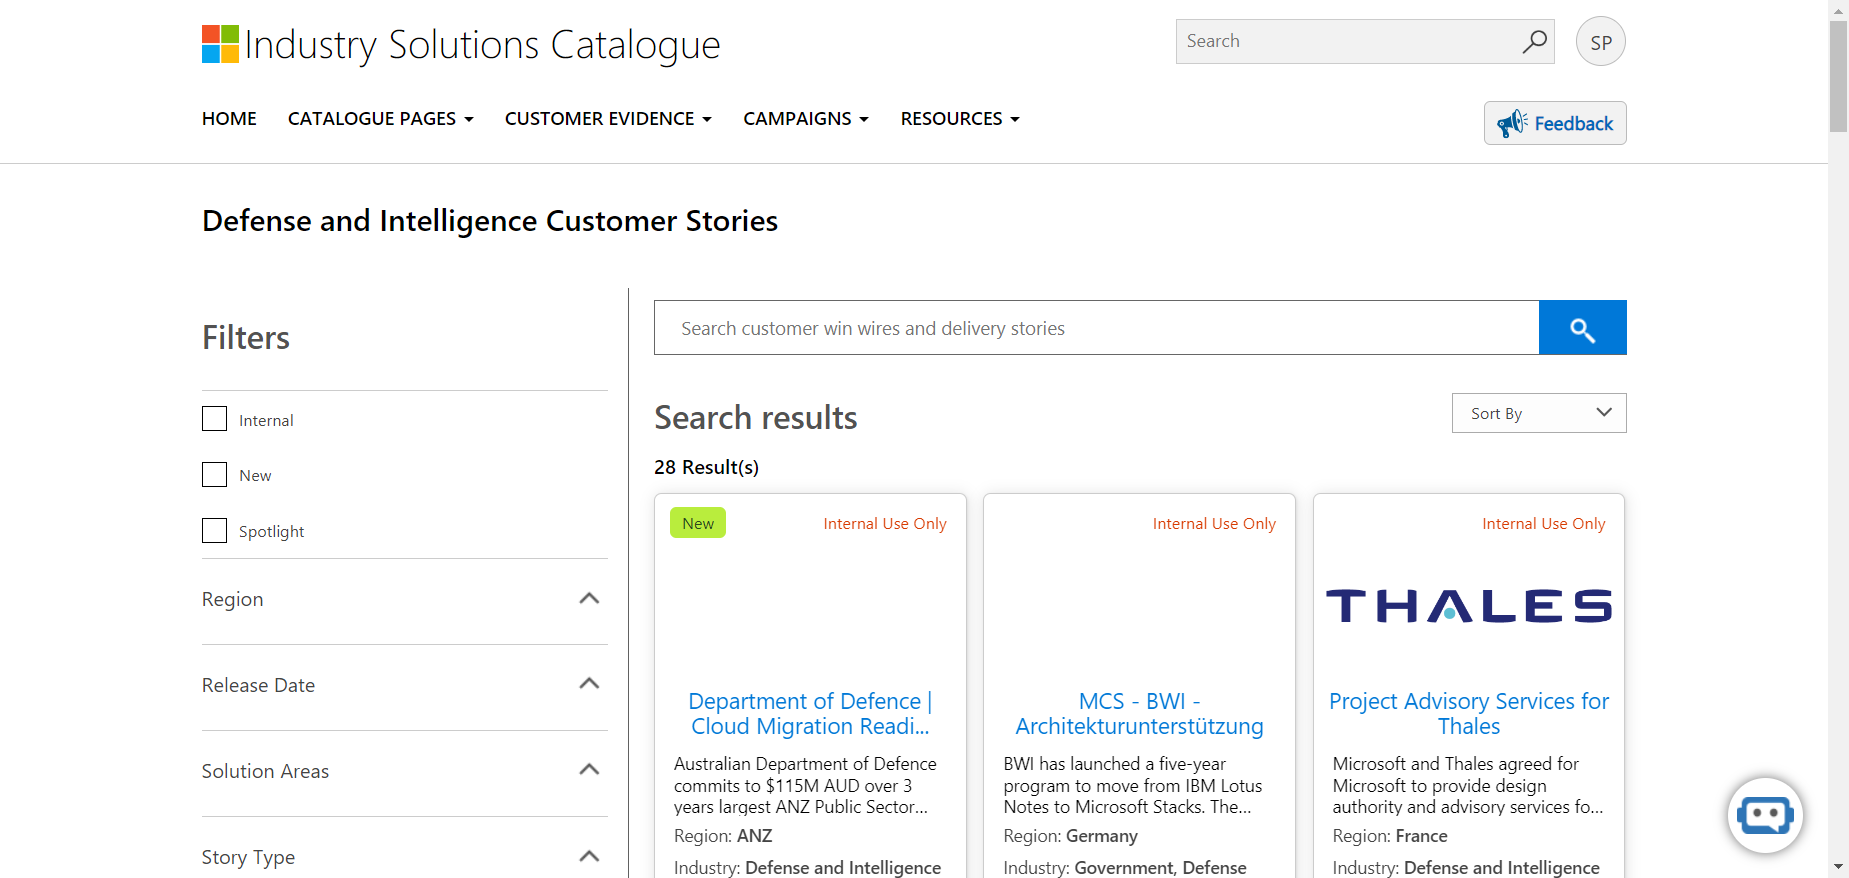 Industry Solutions Catalogue
Search
SP
HOME
CATALOGUE PAGES
CUSTOMER EVIDENCE
CAMPAIGNS
RESOURCES
Feedback
Defense and Intelligence Customer Stories
Filters
Internal
New
Spotlight
Region
Release Date
Solution Areas
Story Type
Search customer win wires and delivery stories
Search results
Sort By
28 Result(s)
New
Internal Use Only
Department of Defence |
Cloud Migration Readi...
Australian Department of Defence
commits to $115M AUD over 3
years largest ANZ Public Sector...
Region: ANZ
Industry: Defense and Intelligence
Internal Use Only
MCS - BWI -
Architekturunterstützung
BWI has launched a five-year
program to move from IBM Lotus
Notes to Microsoft Stacks. The...
Region: Germany
Industry: Government, Defense
Internal Use Only
THALES
Project Advisory Services for
Thales
Microsoft and Thales agreed for
Microsoft to provide design
authority and advisory services fo...
Region: France
Industry: Defense and Intelligence